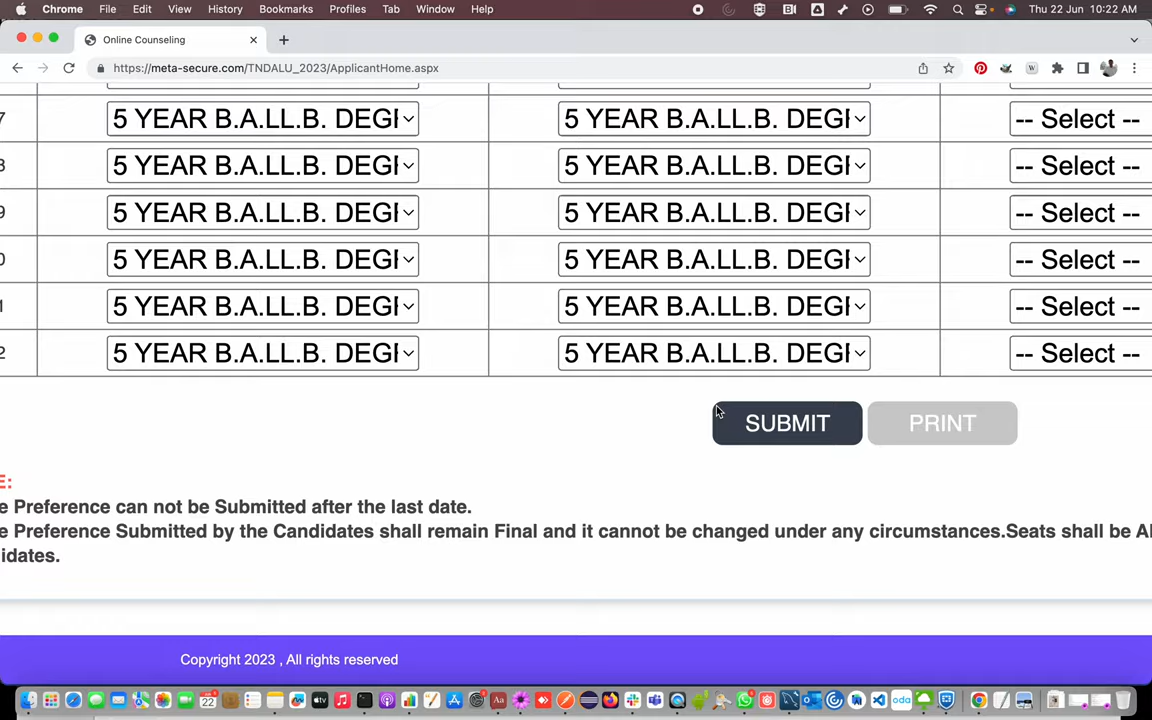 Chrome File Edit View History Bookmarks Profiles Tab Window Help Thu 22 Jun 10:22 AM
Online Counseling
https://meta-secure.com/TNDALU_2023/ApplicantHome.aspx
7 5 YEAR B.A.LL.B. DEGI 5 YEAR B.A.LL.B. DEGI -- Select --
5 YEAR B.A.LL.B. DEGI 5 YEAR B.A.LL.B. DEGI -- Select --
9 5 YEAR B.A.LL.B. DEGI 5 YEAR B.A.LL.B. DEGI -- Select --
0 5 YEAR B.A.LL.B. DEGI 5 YEAR B.A.LL.B. DEGI -- Select --
1 5 YEAR B.A.LL.B. DEGI 5 YEAR B.A.LL.B. DEGI -- Select --
2 5 YEAR B.A.LL.B. DEGI 5 YEAR B.A.LL.B. DEGI -- Select --
SUBMIT PRINT
E:
e Preference can not be Submitted after the last date.
e Preference Submitted by the Candidates shall remain Final and it cannot be changed under any circumstances.Seats shall be Al
idates.
Copyright 2023 , All rights reserved